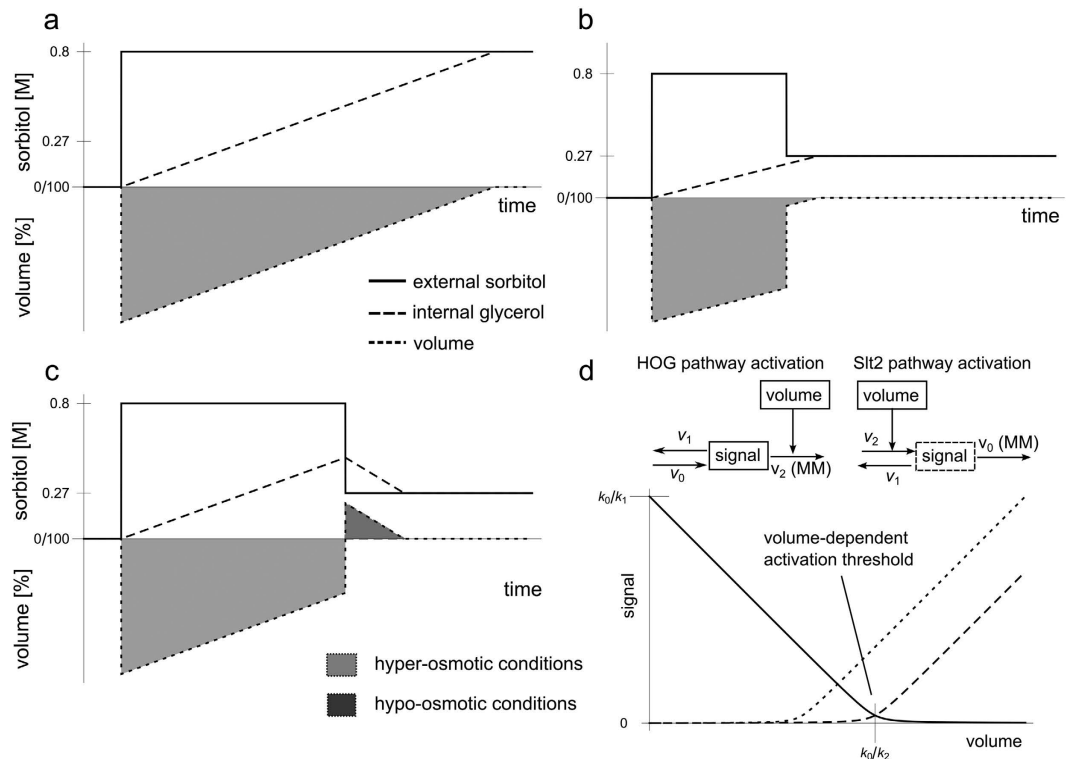 a
sorbitol [M]
0.8
0.27
0/100
volume [%]
time
external sorbitol
internal glycerol
volume
b
sorbitol [M]
0.8
0.27
0/100
volume [%]
time
c
sorbitol [M]
0.8
0.27
0/100
volume [%]
time
hyper-osmotic conditions
hypo-osmotic conditions
d
HOG pathway activation
Slt2 pathway activation
volume
volume
v1
v0
signal
v2 (MM)
v2
v1
signal
v0 (MM)
k0/k1
signal
volume-dependent
activation threshold
0
k0/k2
volume